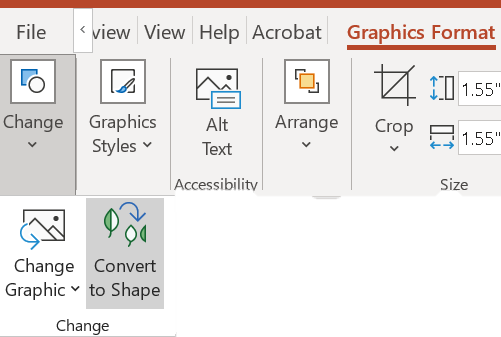 File view View Help Acrobat Graphics Format
Change
Graphics
Styles
Alt
Text
Arrange
Crop
1.55"
1.55"
Accessibility
Size
Change
Graphic
Convert
to Shape
Change